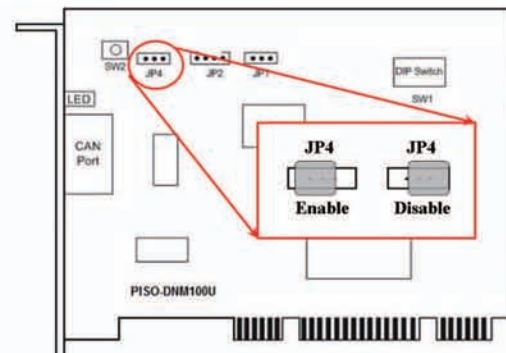 SW2
JP4
JP2
JP1
DIP Switch
SW1
LED
CAN
Port
JP4
JP4
Enable
Disable
PISO-DNM100U